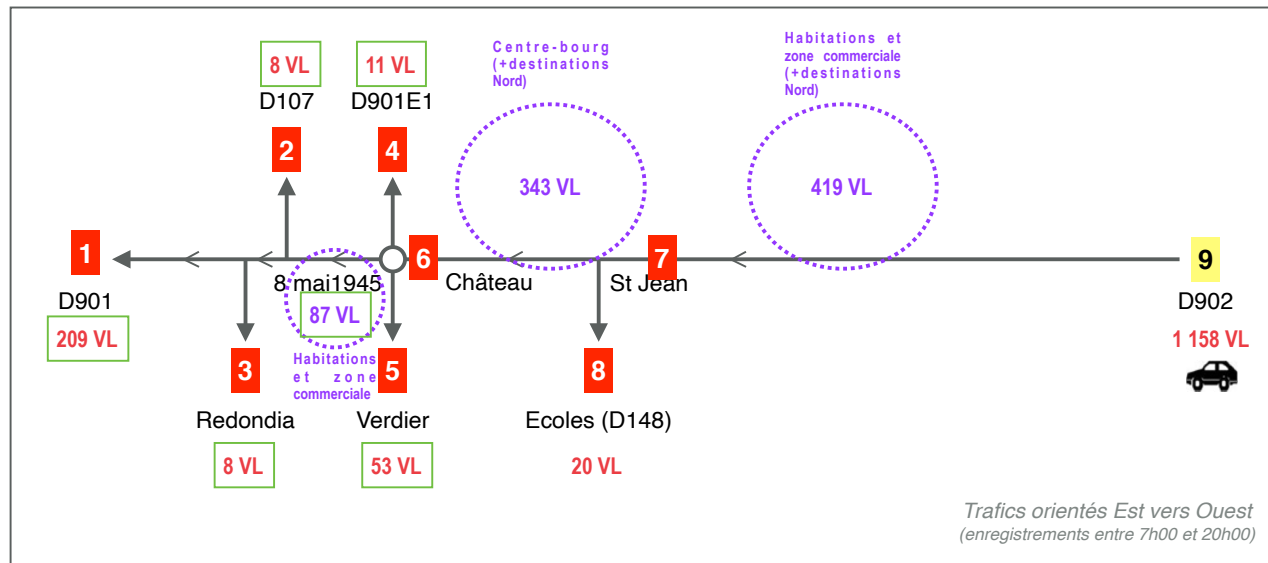 Centre-bourg
(+destinations
Nord)
Habitations et
zone commerciale
(+destinations
Nord)
8 VL
11 VL
D107
D901E1
2
4
343 VL
419 VL
1
6
7
9
8 mai1945
Château
St Jean
D901
D902
209 VL
87 VL
1 158 VL
Habitations
et zone
commerciale
3
5
8
Redondia
Verdier
Ecoles (D148)
8 VL
53 VL
20 VL
Trafics orientés Est vers Ouest
(enregistrements entre 7h00 et 20h00)